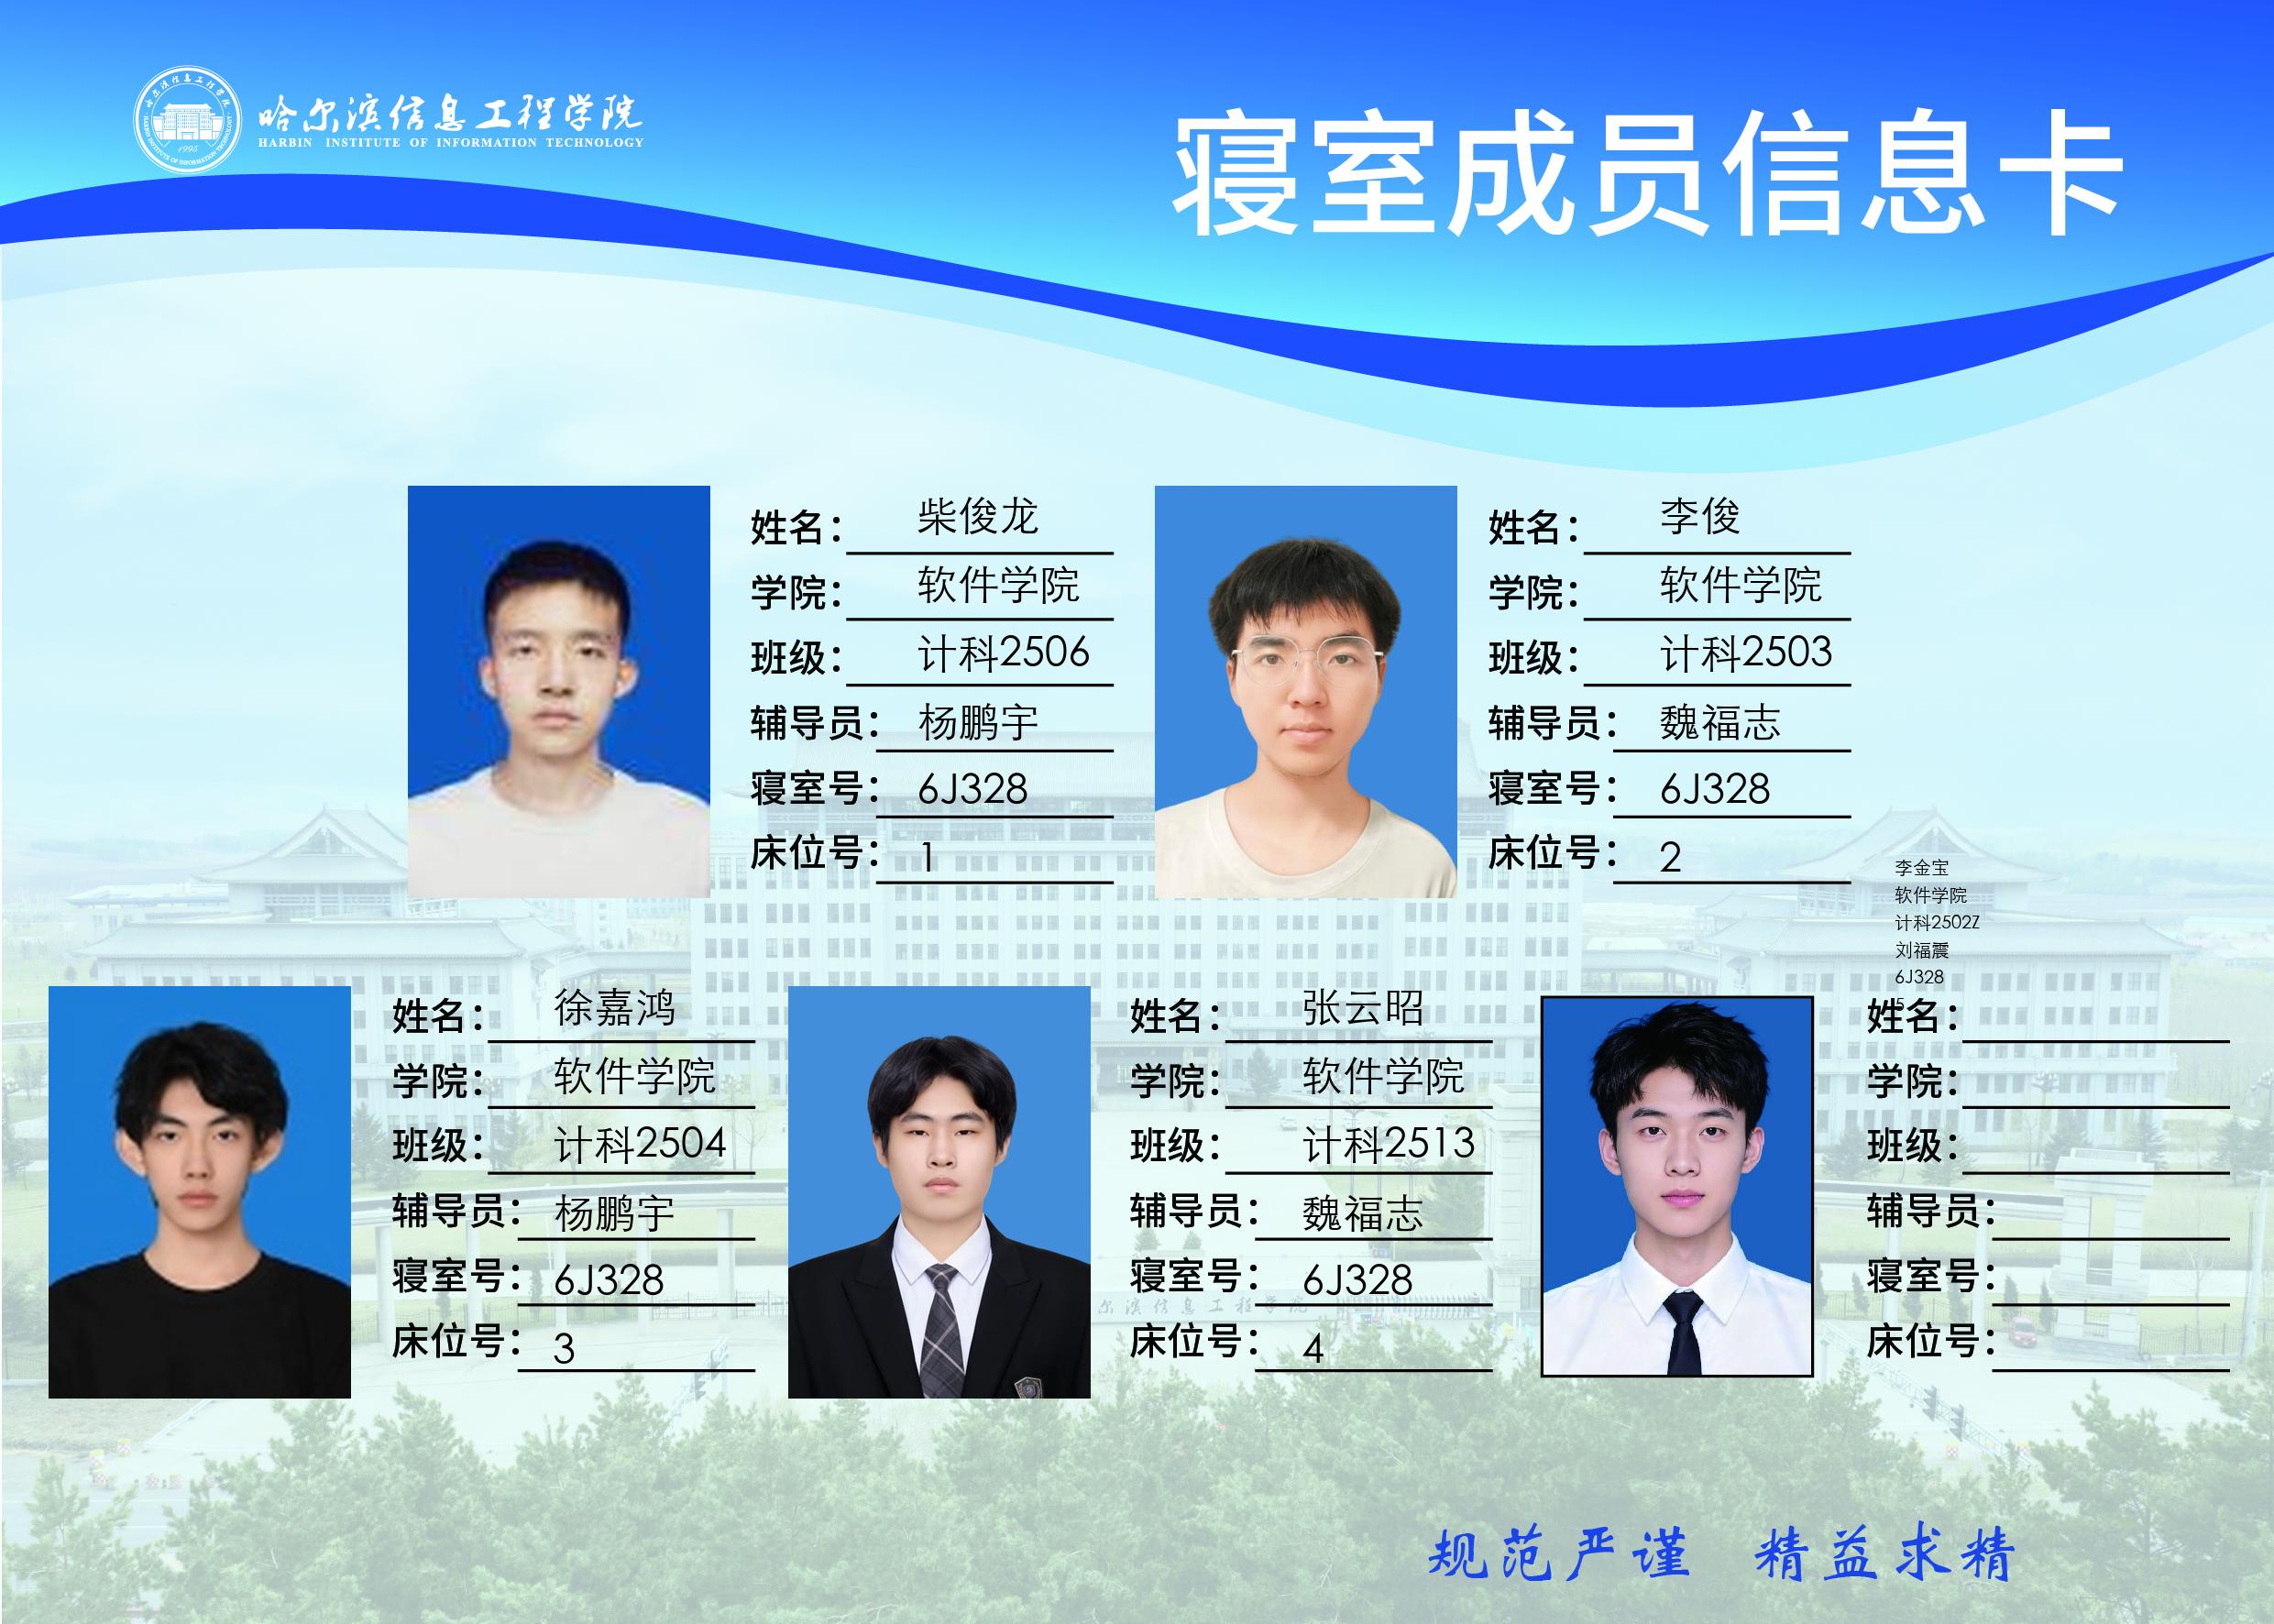 哈尔滨信息工程学院
HARBIN INSTITUTE OF INFORMATION TECHNOLOGY
1995
寝室成员信息卡
姓名： 柴俊龙
学院： 软件学院
班级： 计科2506
辅导员： 杨鹏宇
寝室号： 6J328
床位号： 1
姓名： 李俊
学院： 软件学院
班级： 计科2503
辅导员： 魏福志
寝室号： 6J328
床位号： 2
姓名： 徐嘉鸿
学院： 软件学院
班级： 计科2504
辅导员： 杨鹏宇
寝室号： 6J328
床位号： 3
姓名： 张云昭
学院： 软件学院
班级： 计科2513
辅导员： 魏福志
寝室号： 6J328
床位号： 4
李金宝
软件学院
计科2502Z
刘福震
6J328
5
姓名：
学院：
班级：
辅导员：
寝室号：
床位号：
规范严谨 精益求精